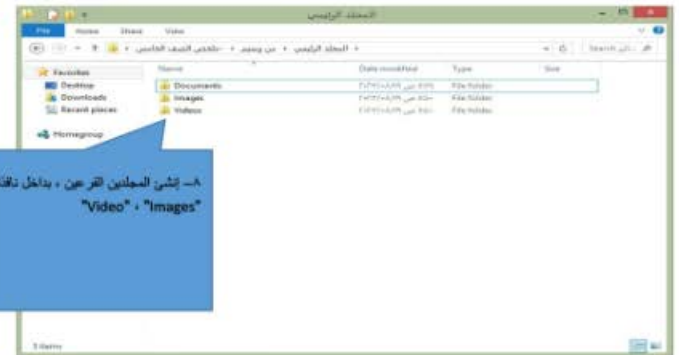 المجلد الرئيسي
File Home Share View
المجلد الرئيسي
Name Date modified Type Size
Favorites
Desktop
Downloads
Recent places
Homegroup
Documents File folder
Images File folder
Videos File folder
٨– إنشئ المجلدين الفرعين ، بداخل
"Video" ، "Images"
3 items